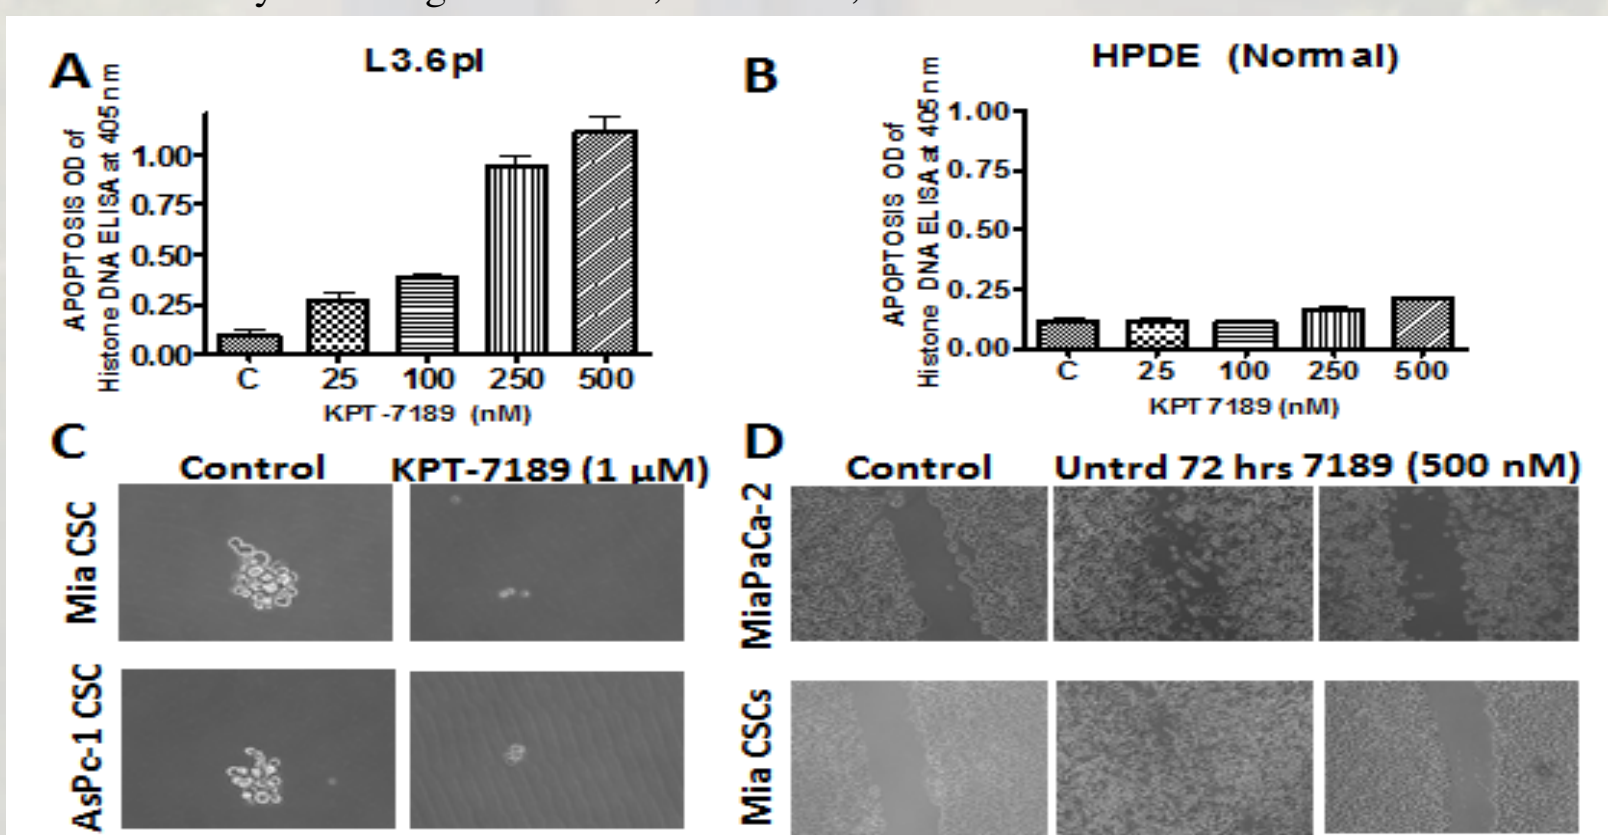 A
L3.6pl
APOPTOSIS OD of
Histone DNA ELISA at 405 nm
1.00
0.75
0.50
0.25
0.00
C 25 100 250 500
KPT-7189 (nM)
B
HPDE (Normal)
APOPTOSIS OD of
Histone DNA ELISA at 405 nm
1.00
0.75
0.50
0.25
0.00
C 25 100 250 500
KPT 7189 (nM)
C
Control KPT-7189 (1 µM)
Mia CSC
AsPc-1 CSC
D
Control Untrd 72 hrs 7189 (500 nM)
MiaPaCa-2
Mia CSCs